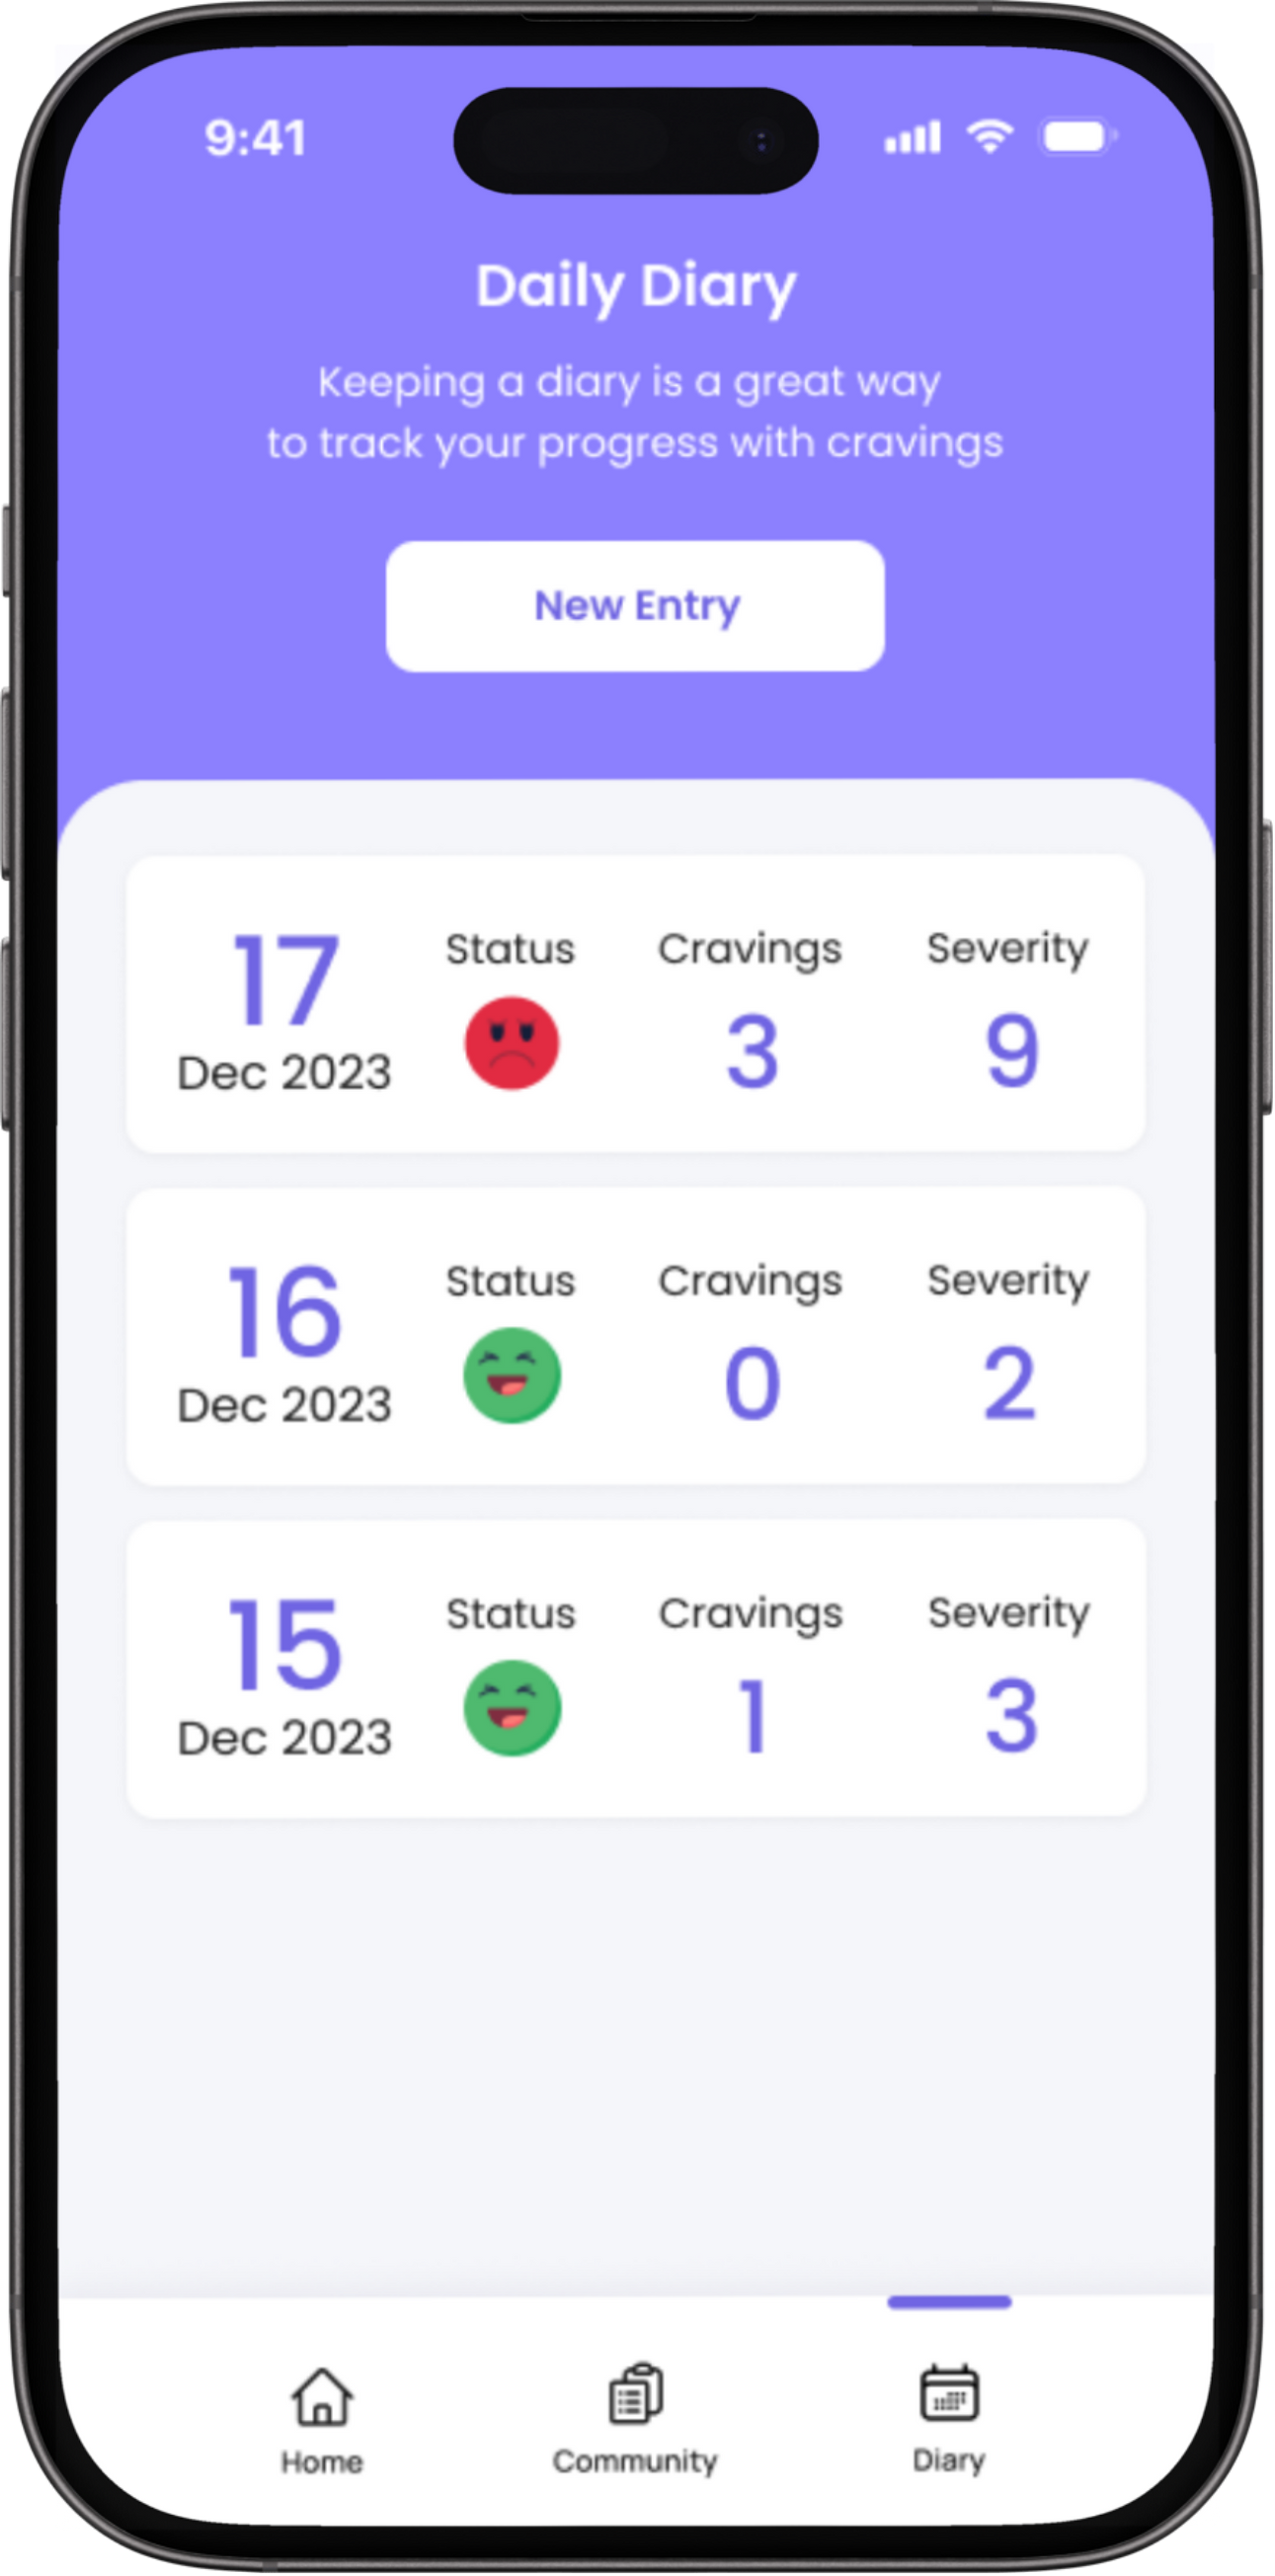 9:41
Daily Diary
Keeping a diary is a great way
to track your progress with cravings
New Entry
17
Dec 2023
Status
Cravings
3
Severity
9
16
Dec 2023
Status
Cravings
0
Severity
2
15
Dec 2023
Status
Cravings
1
Severity
3
Home
Community
Diary